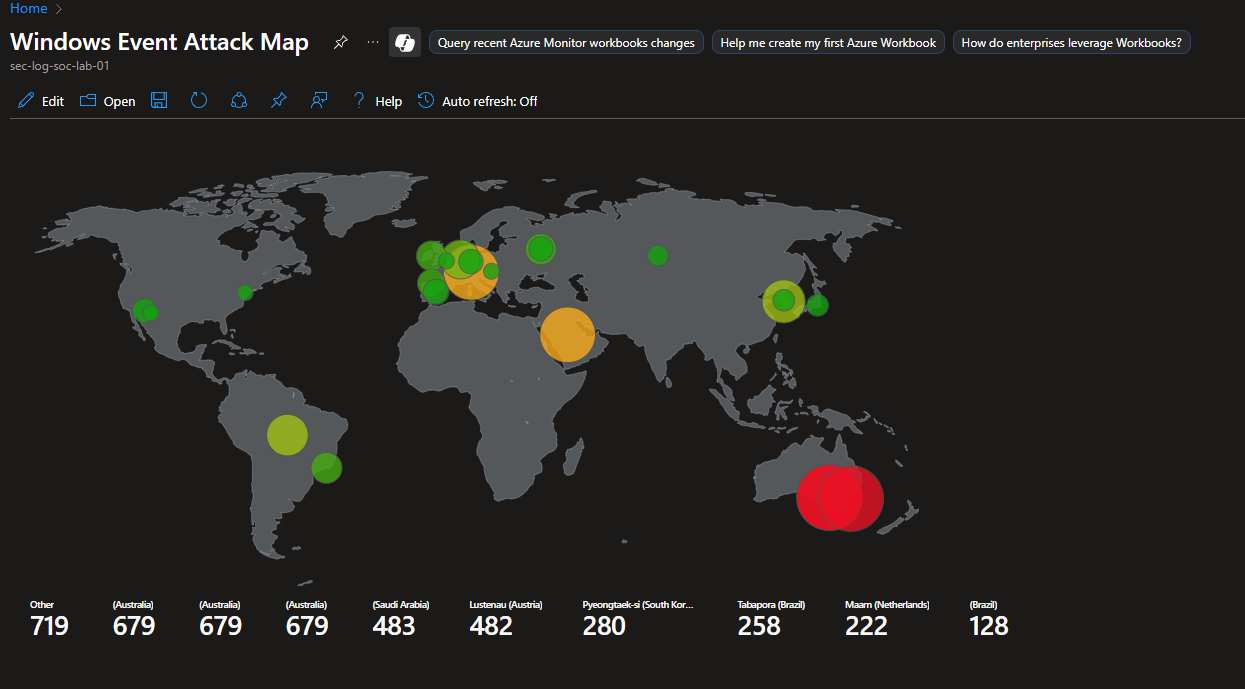 Home
Windows Event Attack Map ... Query recent Azure Monitor workbooks changes Help me create my first Azure Workbook How do enterprises leverage Workbooks?
sec-log-soc-lab-01
Edit Open Help Auto refresh: Off
Other (Australia) (Australia) (Australia) (Saudi Arabia) Lustenau (Austria) Pyeongtaek-si (South Kor... Tabapora (Brazil) Maarn (Netherlands) (Brazil)
719 679 679 679 483 482 280 258 222 128